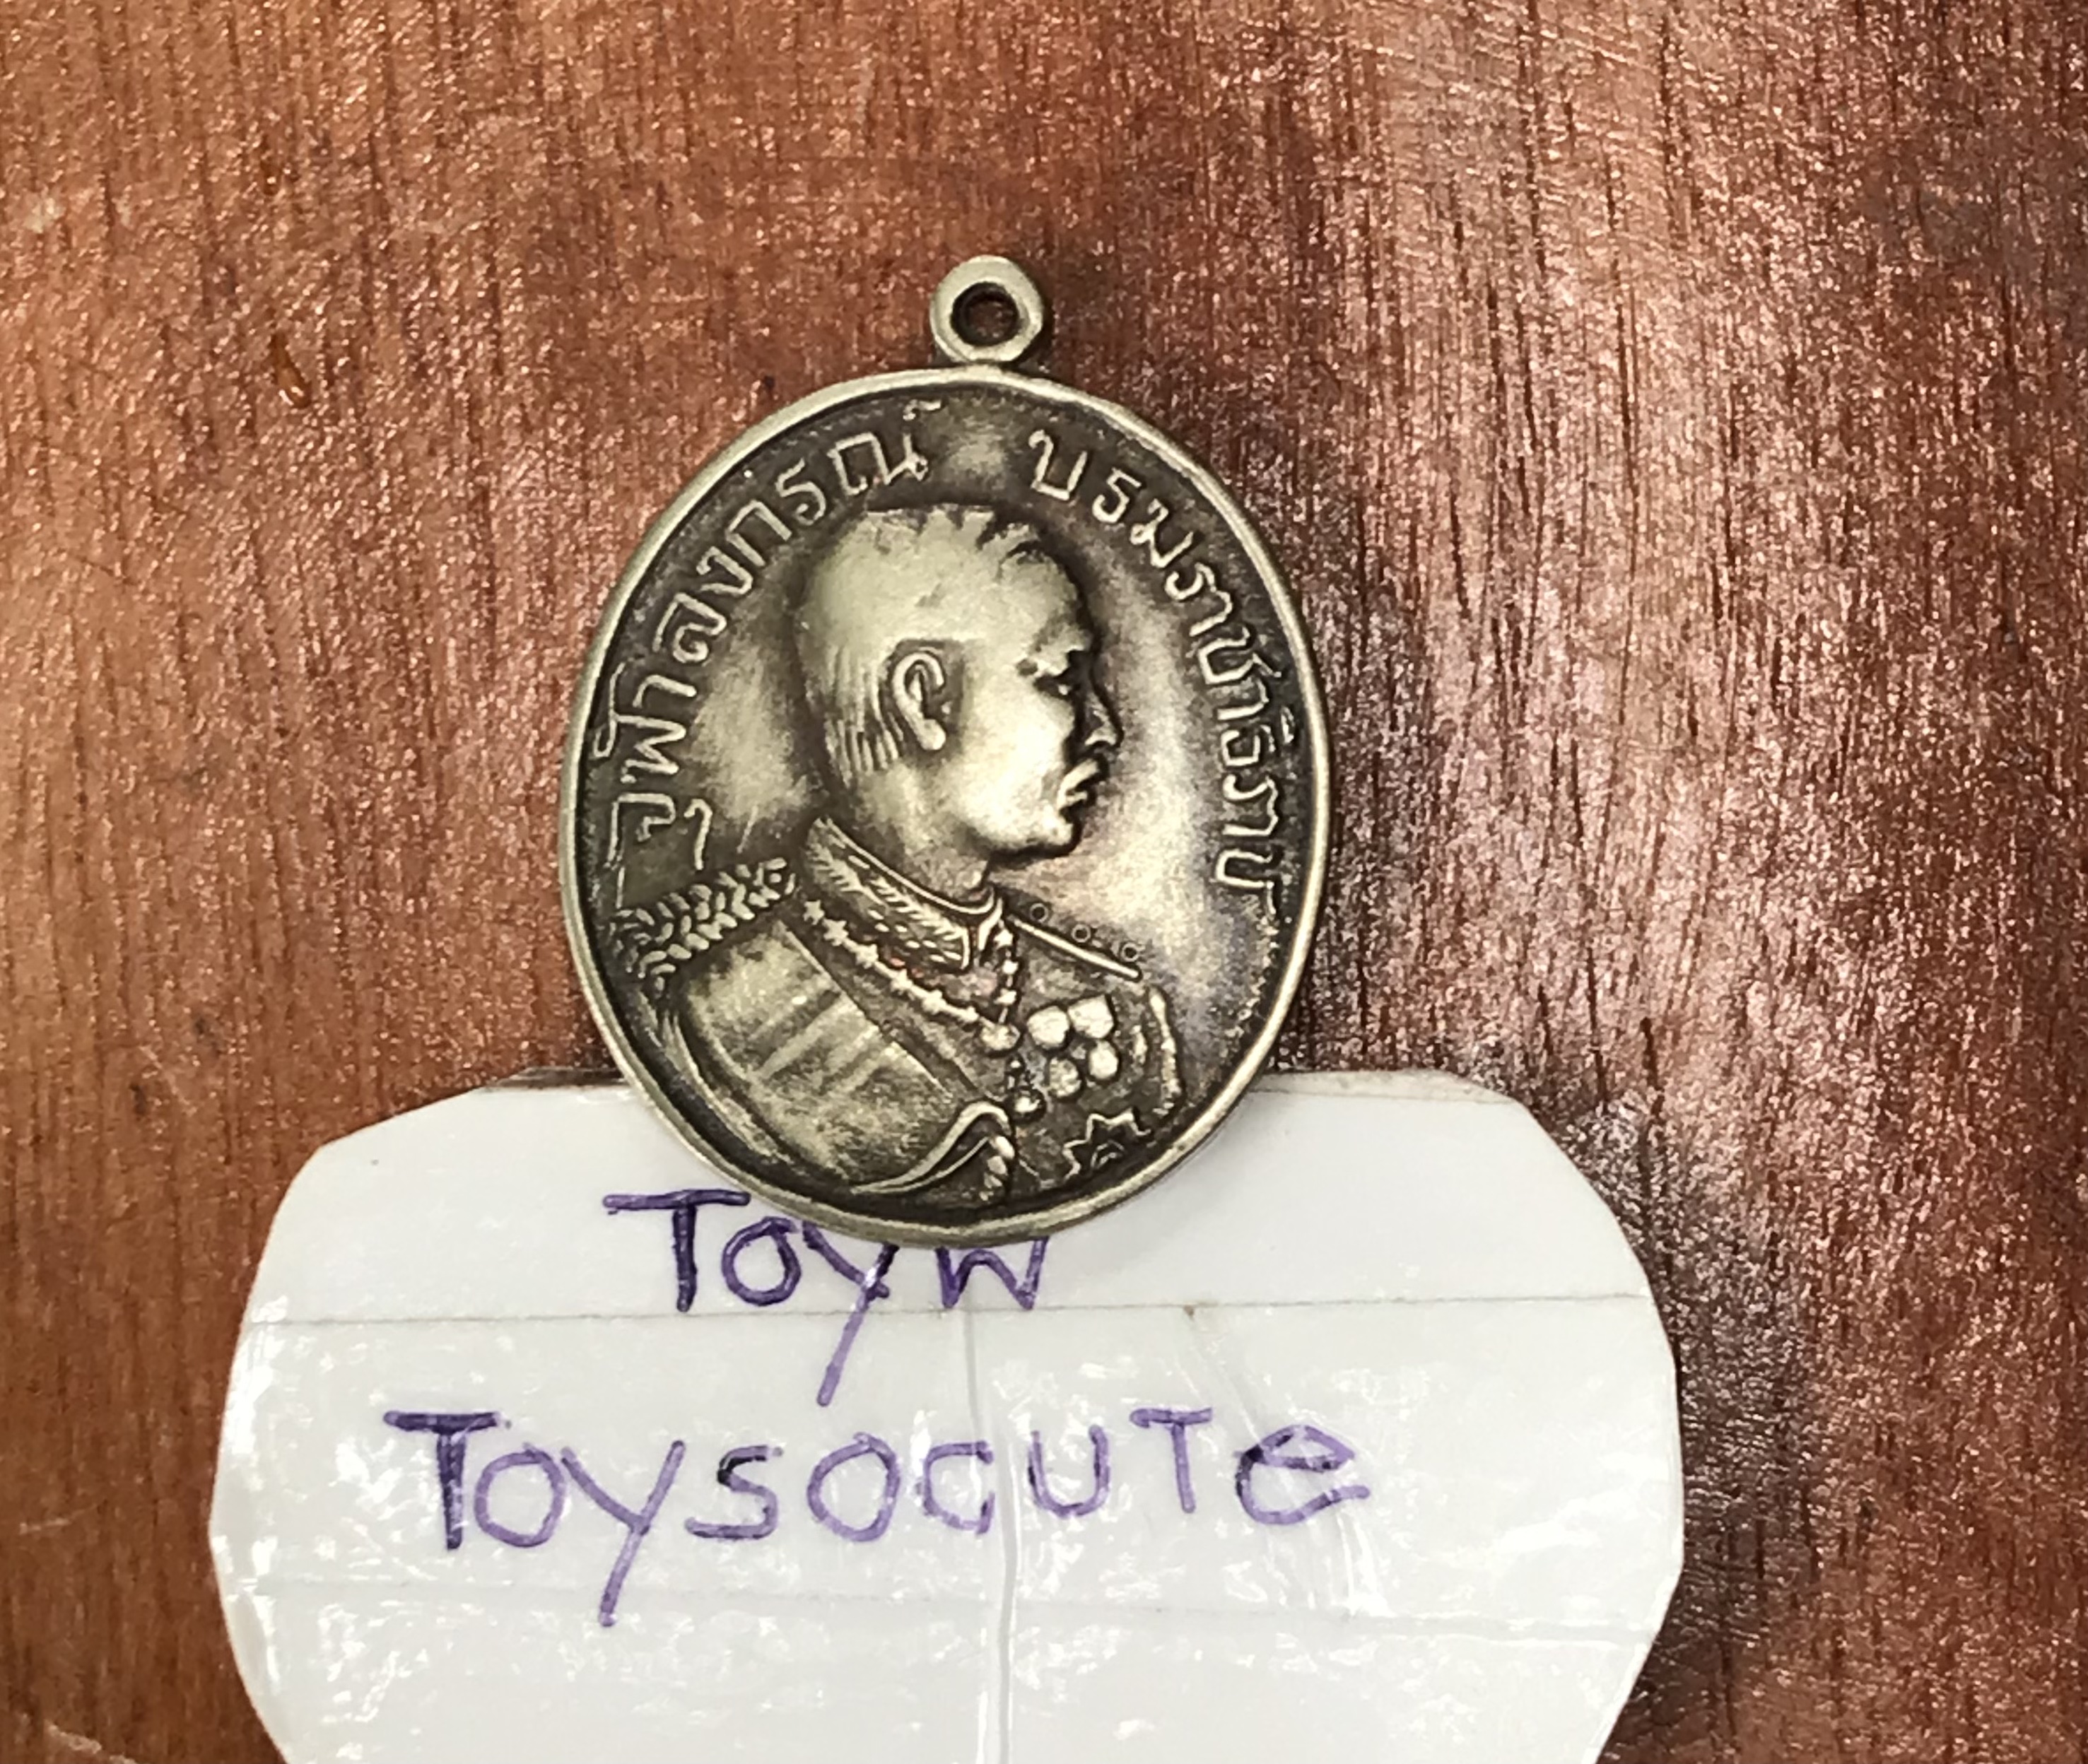 จุฬาลงกรณ์ บรมราชาธิราช
Toyw
Toysocute